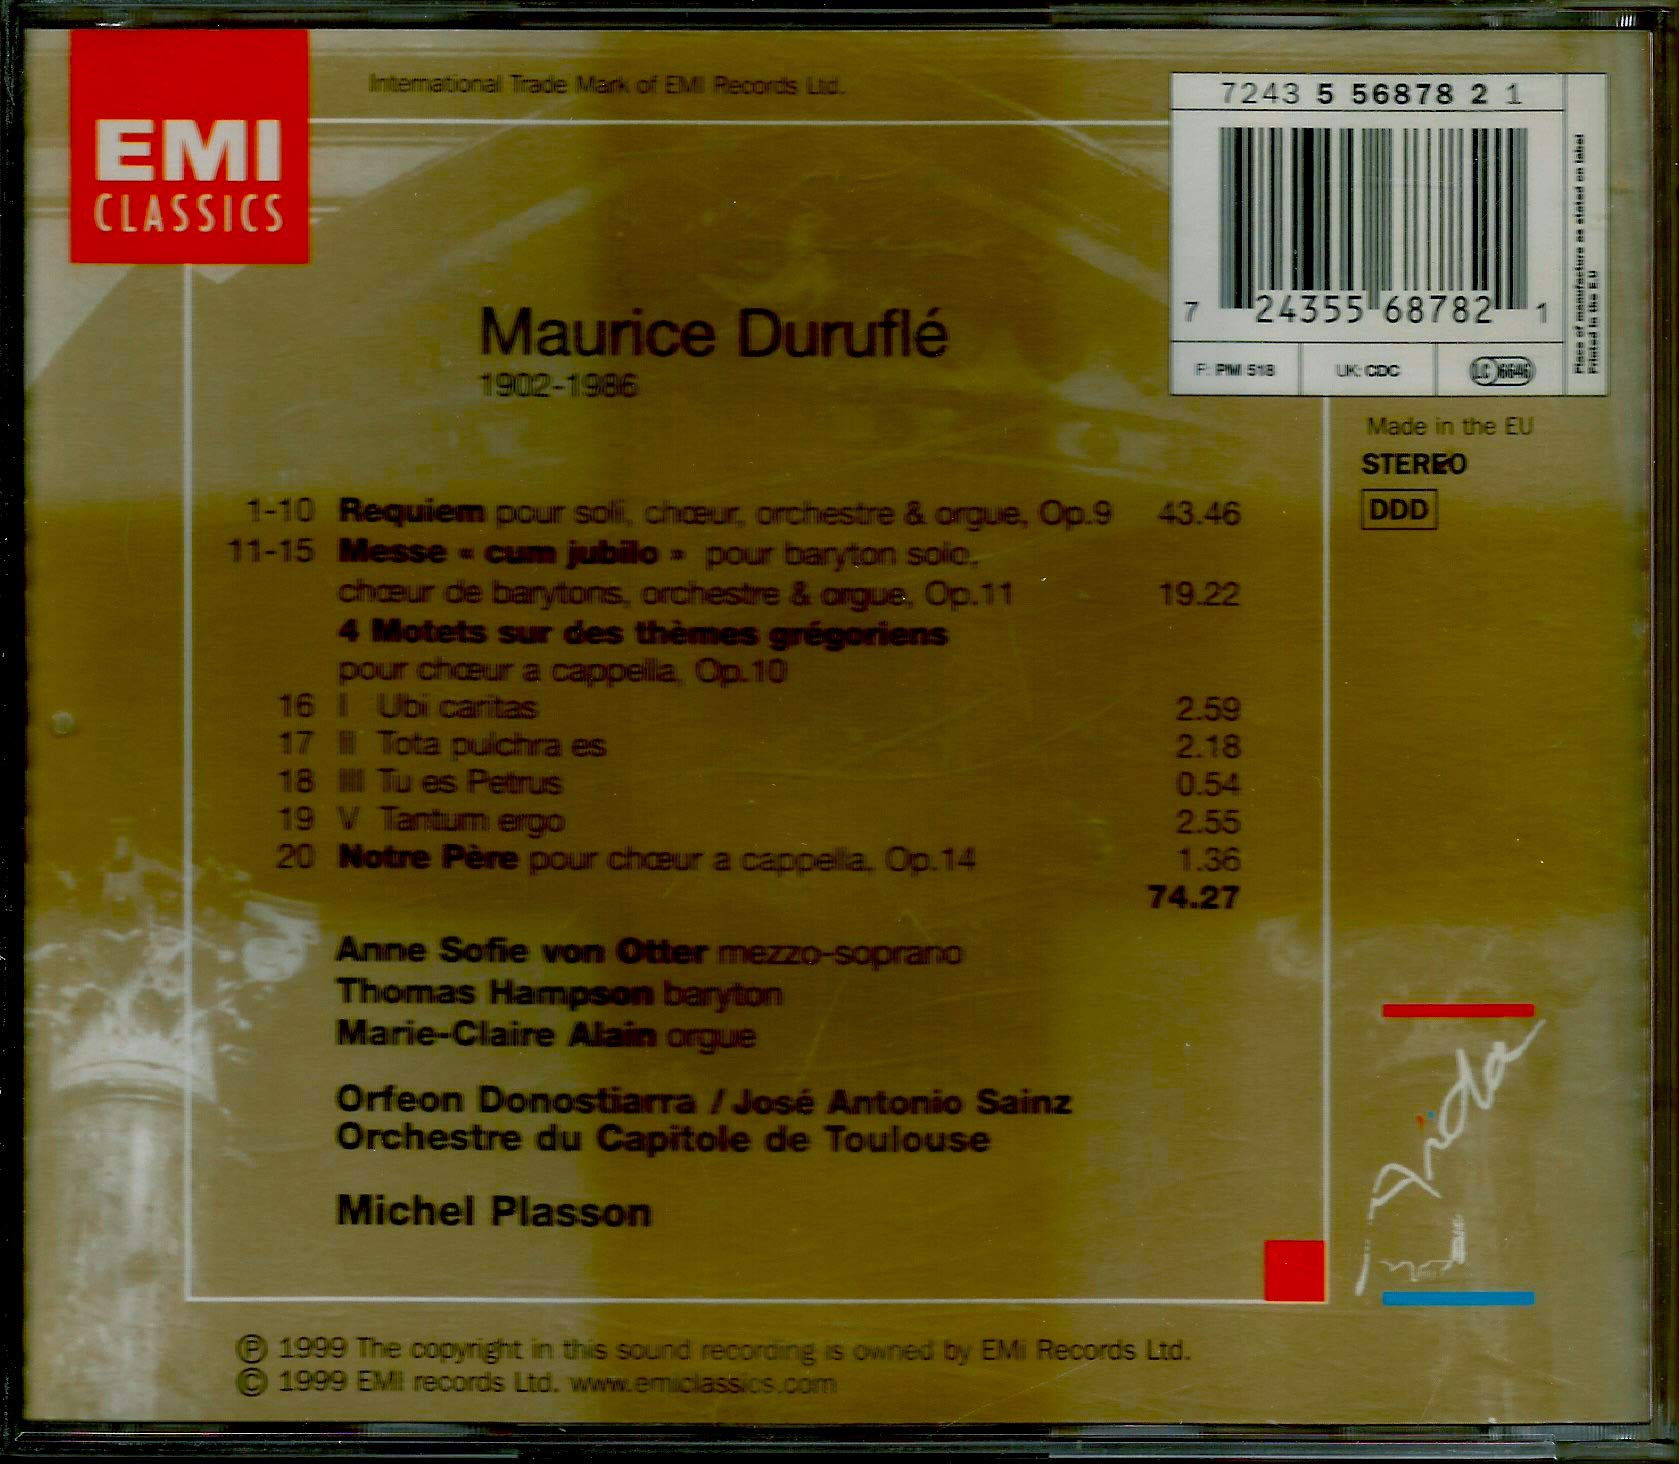 EMI
CLASSICS
International Trade Mark of EMI Records Ltd.
7243 5 56878 2 1
7 24355 68782 1
F: PM 518
UK: CDC
LC 6646
Place of manufacture as stated on label
Printed in the E.U
Made in the EU
STEREO
DDD
Maurice Duruflé
1902-1986
1-10 Requiem pour soli, chœur, orchestre & orgue, Op.9 43.46
11-15 Messe « cum jubilo » pour baryton solo,
chœur de barytons, orchestre & orgue, Op.11 19.22
4 Motets sur des thèmes grégoriens
pour chœur a cappella, Op.10
16 I Ubi caritas 2.59
17 II Tota pulchra es 2.18
18 III Tu es Petrus 0.54
19 V Tantum ergo 2.55
20 Notre Père pour chœur a cappella, Op.14 1.36
74.27
Anne Sofie von Otter mezzo-soprano
Thomas Hampson baryton
Marie-Claire Alain orgue
Orfeon Donostiarra / José Antonio Sainz
Orchestre du Capitole de Toulouse
Michel Plasson
℗ 1999 The copyright in this sound recording is owned by EMI Records Ltd.
© 1999 EMI records Ltd. www.emiclassics.com